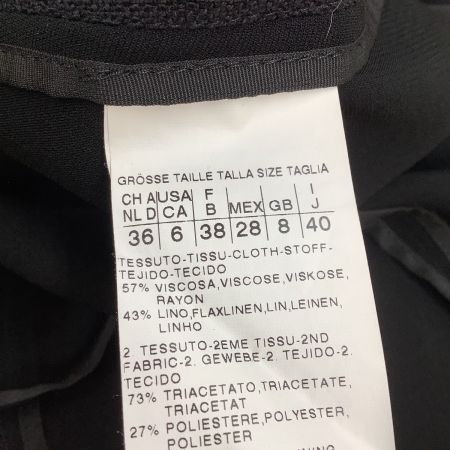 GRÖSSE TAILLE TALLA SIZE TAGLIA
CH A USA F I
NL D CA B MEX GB J
36 6 38 28 8 40
TESSUTO-TISSU-CLOTH-STOFF-
TEJIDO-TECIDO
57% VISCOSA,VISCOSE,VISKOSE,
RAYON
43% LINO,FLAXLINEN,LIN,LEINEN,
LINHO
2 TESSUTO-2EME TISSU-2ND
FABRIC-2. GEWEBE-2. TEJIDO-2.
TECIDO
73% TRIACETATO,TRIACETATE,
TRIACETAT
27% POLIESTERE,POLYESTER,
POLIESTER